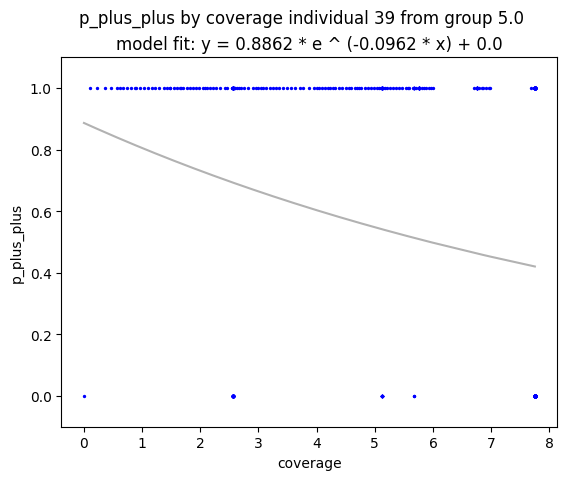 p_plus_plus by coverage individual 39 from group 5.0
model fit: y = 0.8862 * e ^ (-0.0962 * x) + 0.0
1.0
0.8
0.6
0.4
0.2
0.0
p_plus_plus
0 1 2 3 4 5 6 7 8
coverage